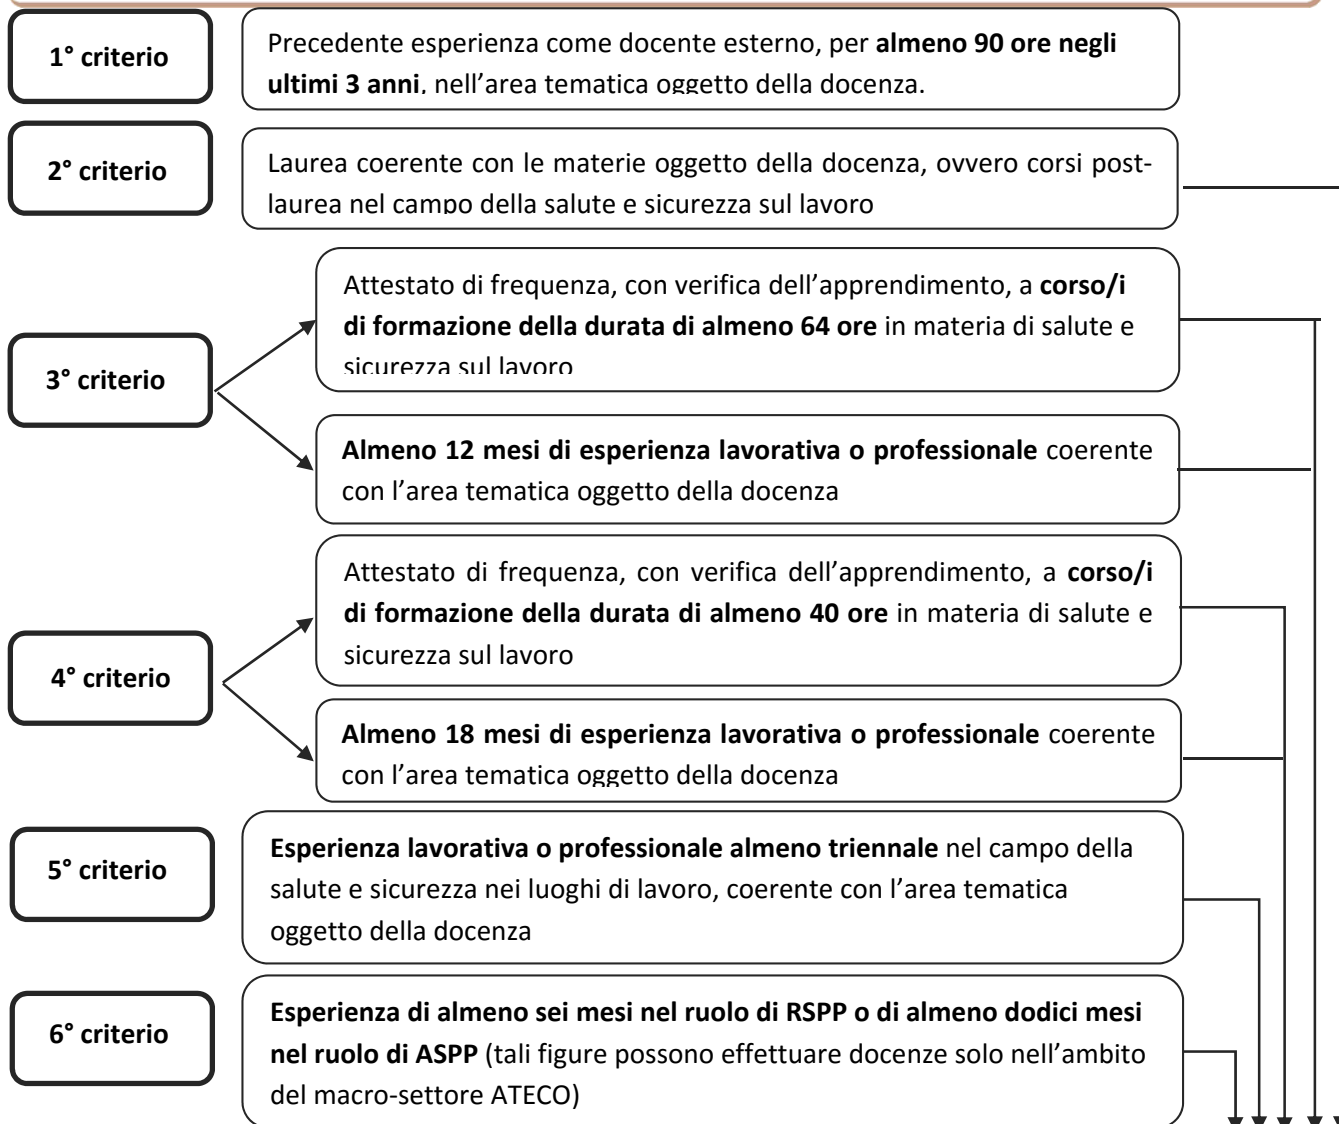 1° criterio
Precedente esperienza come docente esterno, per almeno 90 ore negli
ultimi 3 anni, nell’area tematica oggetto della docenza.
2° criterio
Laurea coerente con le materie oggetto della docenza, ovvero corsi post-
laurea nel campo della salute e sicurezza sul lavoro
3° criterio
Attestato di frequenza, con verifica dell’apprendimento, a corso/i
di formazione della durata di almeno 64 ore in materia di salute e
sicurezza sul lavoro
Almeno 12 mesi di esperienza lavorativa o professionale coerente
con l’area tematica oggetto della docenza
4° criterio
Attestato di frequenza, con verifica dell’apprendimento, a corso/i
di formazione della durata di almeno 40 ore in materia di salute e
sicurezza sul lavoro
Almeno 18 mesi di esperienza lavorativa o professionale coerente
con l’area tematica oggetto della docenza
5° criterio
Esperienza lavorativa o professionale almeno triennale nel campo della
salute e sicurezza nei luoghi di lavoro, coerente con l’area tematica
oggetto della docenza
6° criterio
Esperienza di almeno sei mesi nel ruolo di RSPP o di almeno dodici mesi
nel ruolo di ASPP (tali figure possono effettuare docenze solo nell’ambito
del macro-settore ATECO)